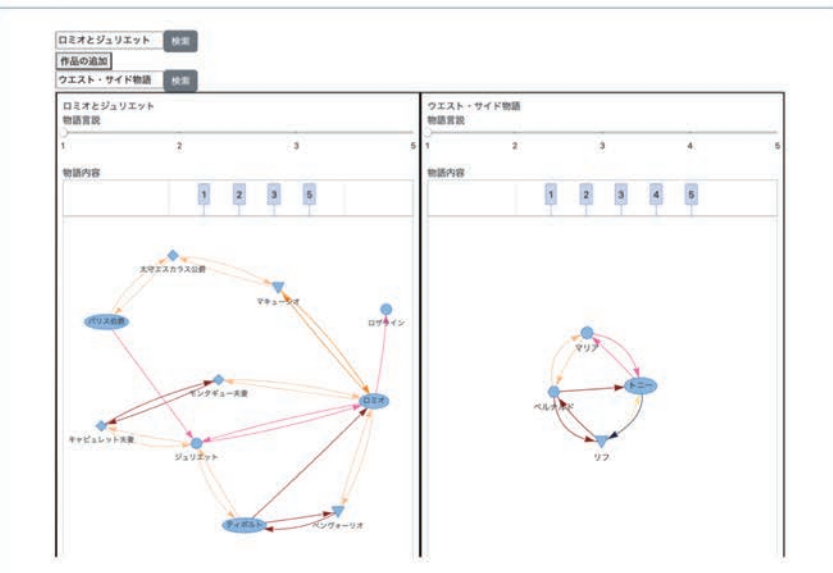 ロミオとジュリエット 検索
作品の追加
ウエスト・サイド物語 検索
ロミオとジュリエット
物語言説
1 2 3 5
物語内容
1 2 3 5
太守エスカラス公爵
マキューシオ
ロザライン
パリス伯爵
モンタギュー夫妻
ロミオ
キャピュレット夫妻
ジュリエット
ティボルト
ベンヴォーリオ
ウエスト・サイド物語
物語言説
1 2 3 4 5
物語内容
1 2 3 4 5
マリア
トニー
ベルナルド
リフ